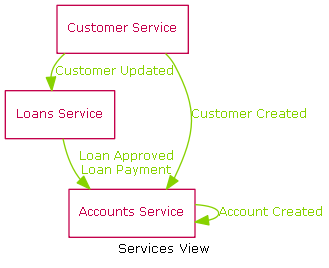 Customer Service
Customer Updated
Loans Service
Customer Created
Loan Approved
Loan Payment
Accounts Service
Account Created
Services View